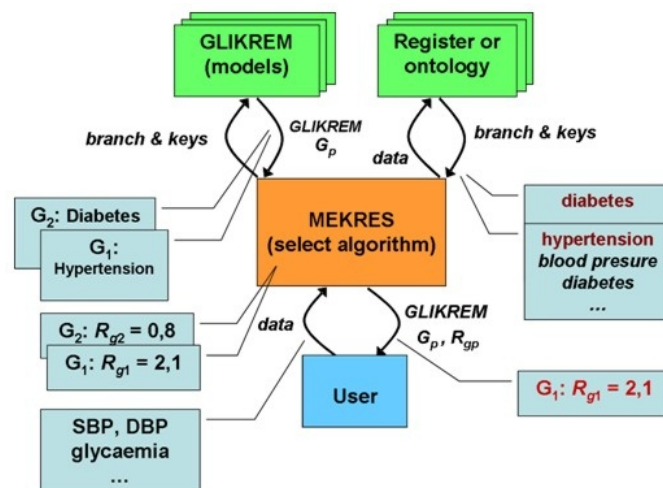 GLIKREM
(models)
Register or
ontology
branch & keys
GLIKREM
Gₚ
data
branch & keys
G₂: Diabetes
G₁:
Hypertension
MEKRES
(select algorithm)
diabetes
hypertension
blood presure
diabetes
...
G₂: Rg₂ = 0,8
G₁: Rg₁ = 2,1
data
GLIKREM
Gₚ , Rgₚ
User
G₁: Rg₁ = 2,1
SBP, DBP
glycaemia
...